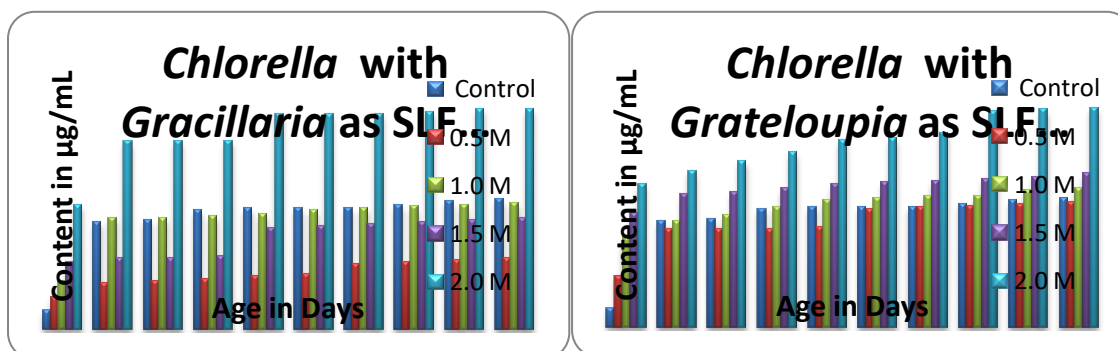 Chlorella with
Gracillaria as SLF...
Content in µg/mL
Age in Days
Control
0.5 M
1.0 M
1.5 M
2.0 M
Chlorella with
Grateloupia as SLF...
Content in µg/mL
Age in Days
Control
0.5 M
1.0 M
1.5 M
2.0 M